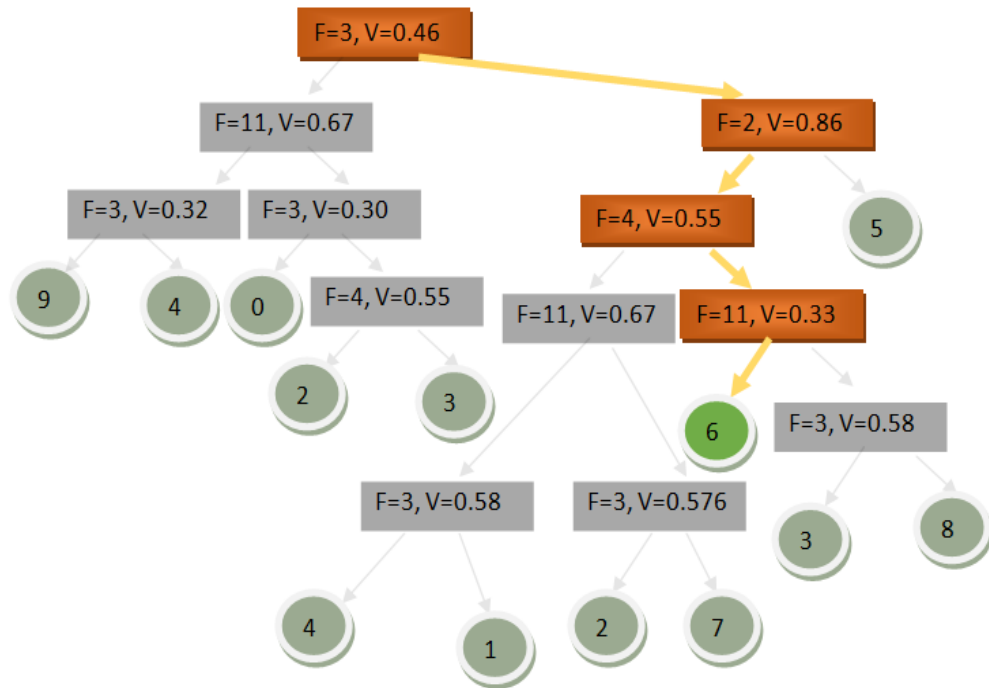 F=3, V=0.46
F=11, V=0.67
F=2, V=0.86
F=3, V=0.32
F=3, V=0.30
F=4, V=0.55
5
9
4
0
F=4, V=0.55
F=11, V=0.67
F=11, V=0.33
2
3
6
F=3, V=0.58
F=3, V=0.58
F=3, V=0.576
3
8
4
1
2
7